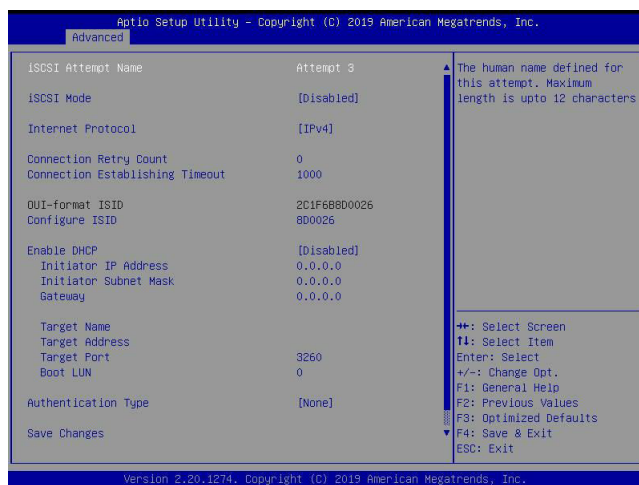 Aptio Setup Utility – Copyright (C) 2019 American Megatrends, Inc.
Advanced
iSCSI Attempt Name Attempt 3
iSCSI Mode [Disabled]
Internet Protocol [IPv4]
Connection Retry Count 0
Connection Establishing Timeout 1000
OUI-format ISID 2C1F6B8D0026
Configure ISID 8D0026
Enable DHCP [Disabled]
Initiator IP Address 0.0.0.0
Initiator Subnet Mask 0.0.0.0
Gateway 0.0.0.0
Target Name
Target Address
Target Port 3260
Boot LUN 0
Authentication Type [None]
Save Changes
The human name defined for
this attempt. Maximum
length is upto 12 characters
→←: Select Screen
↑↓: Select Item
Enter: Select
+/-: Change Opt.
F1: General Help
F2: Previous Values
F3: Optimized Defaults
F4: Save & Exit
ESC: Exit
Version 2.20.1274. Copyright (C) 2019 American Megatrends, Inc.